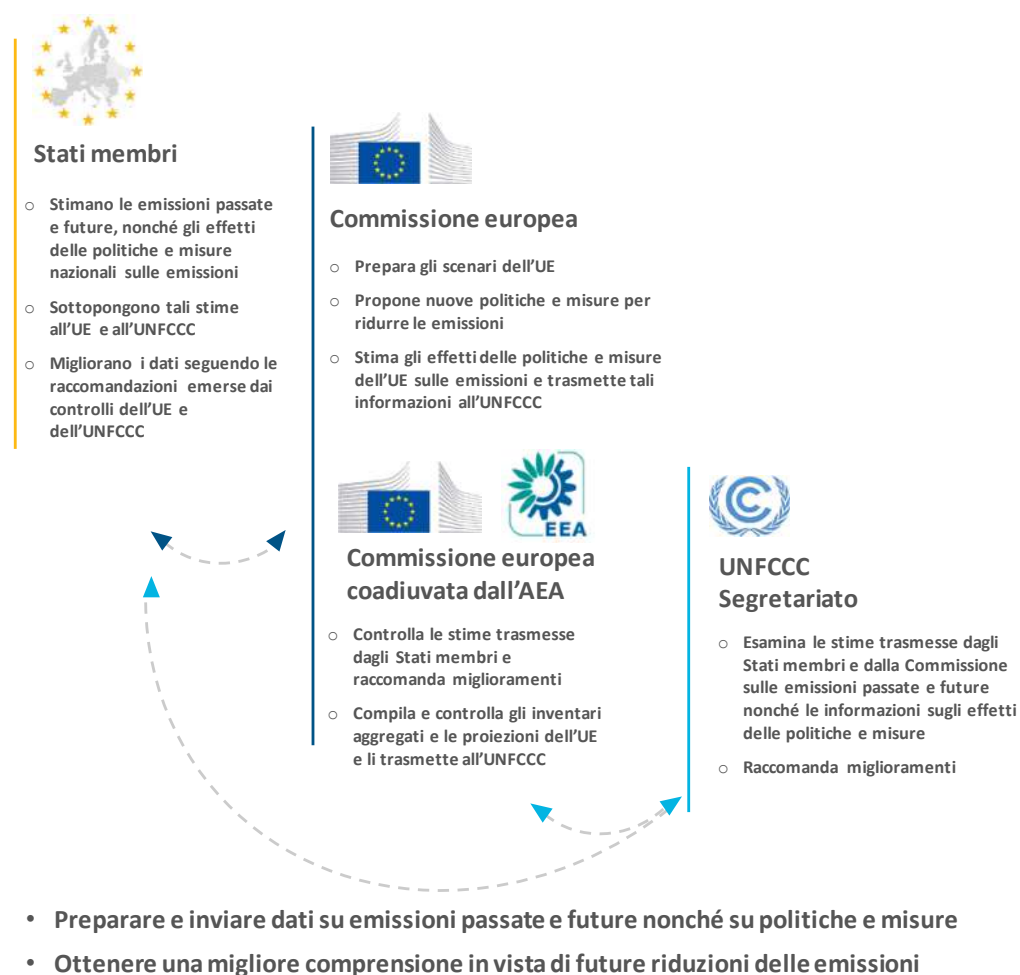 Stati membri
o Stimano le emissioni passate
e future, nonché gli effetti
delle politiche e misure
nazionali sulle emissioni
o Sottopongono tali stime
all'UE e all'UNFCCC
o Migliorano i dati seguendo le
raccomandazioni emerse dai
controlli dell'UE e
dell'UNFCCC
Commissione europea
o Prepara gli scenari dell'UE
o Propone nuove politiche e misure per
ridurre le emissioni
o Stima gli effetti delle politiche e misure
dell'UE sulle emissioni e trasmette tali
informazioni all'UNFCCC
EEA
Commissione europea
coadiuvata dall'AEA
o Controlla le stime trasmesse
dagli Stati membri e
raccomanda miglioramenti
o Compila e controlla gli inventari
aggregati e le proiezioni dell'UE
e li trasmette all'UNFCCC
UNFCCC
Segretariato
o Esamina le stime trasmesse dagli
Stati membri e dalla Commissione
sulle emissioni passate e future
nonché le informazioni sugli effetti
delle politiche e misure
o Raccomanda miglioramenti
• Preparare e inviare dati su emissioni passate e future nonché su politiche e misure
• Ottenere una migliore comprensione in vista di future riduzioni delle emissioni